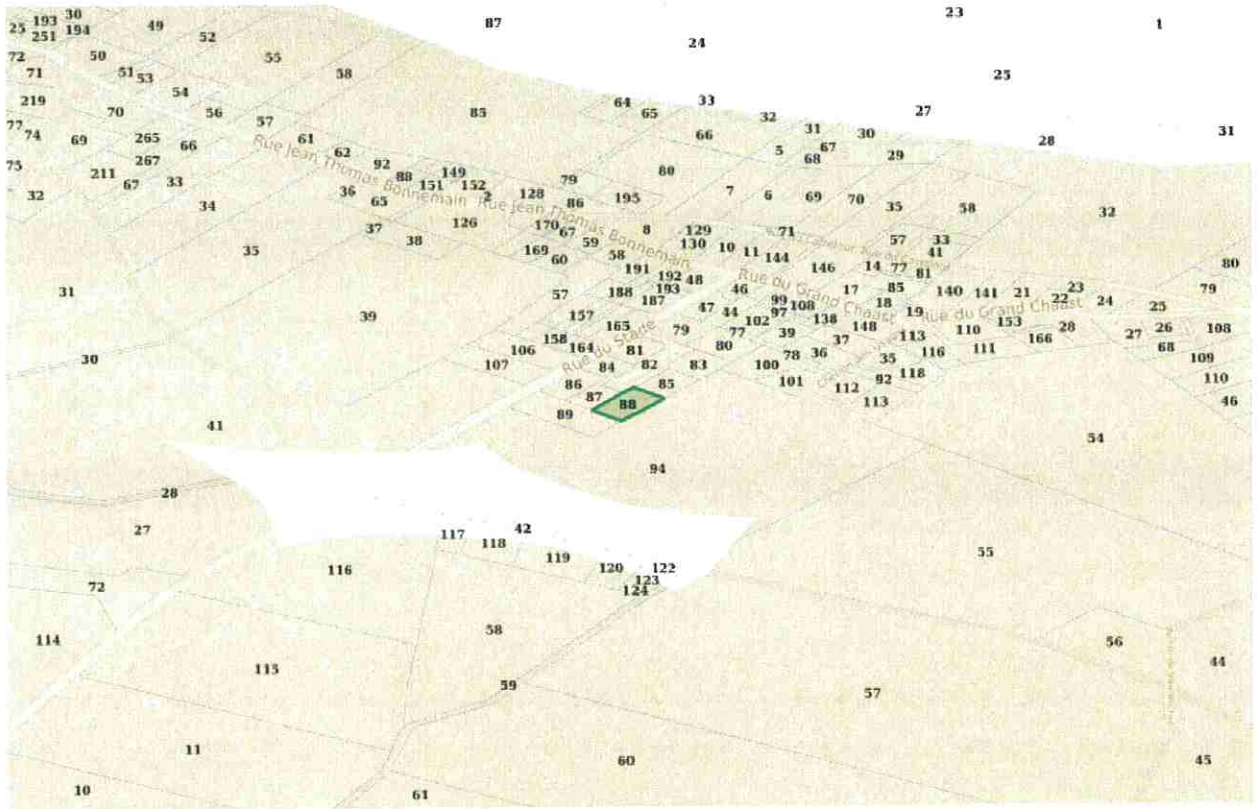 30 23
25 193 194 49 87 1
251 52 24
72 50 55
71 51 53 58 25
219 54 64 65 33
70 56 85 32 27
77 57 66 31 30 28 31
74 69 265 66 61 5 67
267 62 68 29
75 211 92 88 149 80
32 67 33 36 151 152 2 128 79 7 6 69 70
Rue Jean Thomas Bonnemain
34 65 86 195 35 58 32
Rue Jean Thomas Bonnemain
37 126 170 67 8 129 71
35 38 169 59 130 10 57 33
60 58 11 144 41
191 192 48 146 14 77 81 80
31 57 188 193 46 17 85 140 141 21 23 79
Rue du Grand Chaast
187 47 99 108 18 22 24 25
Rue du Grand Chaast
39 157 44 97 19
165 79 102 138 148 153 28 26 108
158 77 39 37 113 110 166 27
30 106 164 81 80 116 111 68
Rue du Stade
107 84 82 83 78 36 35 109
100 118
86 85 101 92 110
87 112
89 88 113 46
41 54
94
28
27 117 42
118
116 119 55
120 122
72 123
124
114 58 56
115 44
59 57
11 60 45
10 61